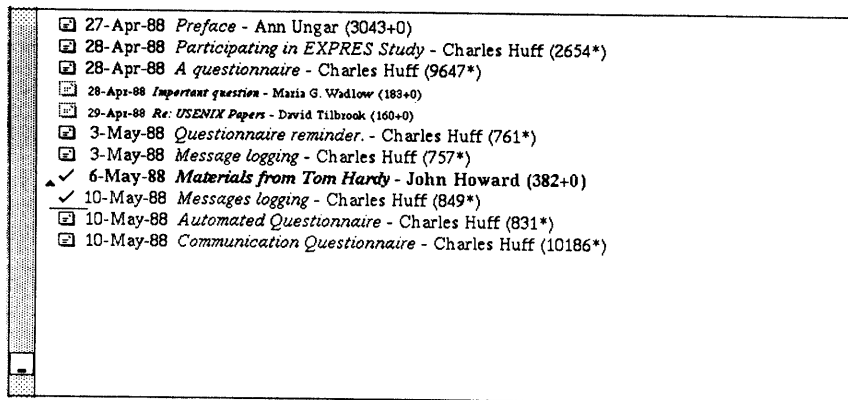 27-Apr-88 Preface - Ann Ungar (3043+0)
28-Apr-88 Participating in EXPRES Study - Charles Huff (2654*)
28-Apr-88 A questionnaire - Charles Huff (9647*)
28-Apr-88 Important question - Maria G. Wadlow (183+0)
29-Apr-88 Re: USENIX Papers - David Tilbrook (160+0)
3-May-88 Questionnaire reminder. - Charles Huff (761*)
3-May-88 Message logging - Charles Huff (757*)
6-May-88 Materials from Tom Hardy - John Howard (382+0)
10-May-88 Messages logging - Charles Huff (849*)
10-May-88 Automated Questionnaire - Charles Huff (831*)
10-May-88 Communication Questionnaire - Charles Huff (10186*)